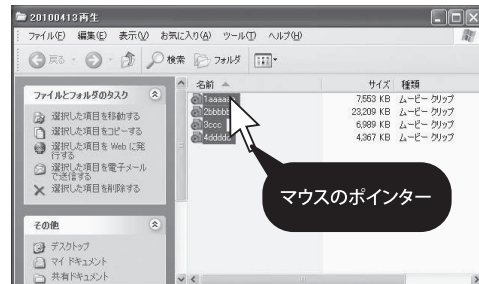 20100413再生
ファイル(F) 編集(E) 表示(V) お気に入り(A) ツール(T) ヘルプ(H)
戻る 検索 フォルダ
ファイルとフォルダのタスク
選択した項目を移動する
選択した項目をコピーする
選択した項目を Web に発
行する
選択した項目を電子メール
で送信する
選択した項目を削除する
その他
デスクトップ
マイ ドキュメント
共有ドキュメント
名前 サイズ 種類
1aaaaa 7,553 KB ムービー クリップ
2bbbbb 23,209 KB ムービー クリップ
3ccc 6,989 KB ムービー クリップ
4ddddd 4,367 KB ムービー クリップ
マウスのポインター